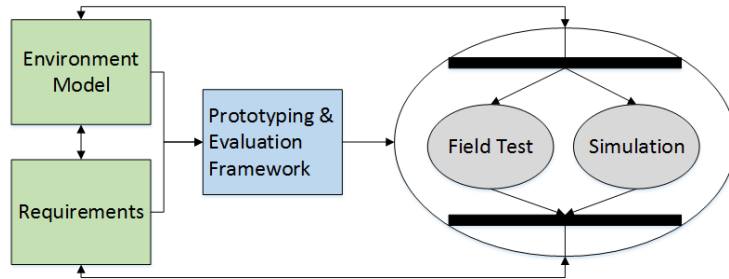 Environment
Model
Requirements
Prototyping &
Evaluation
Framework
Field Test
Simulation